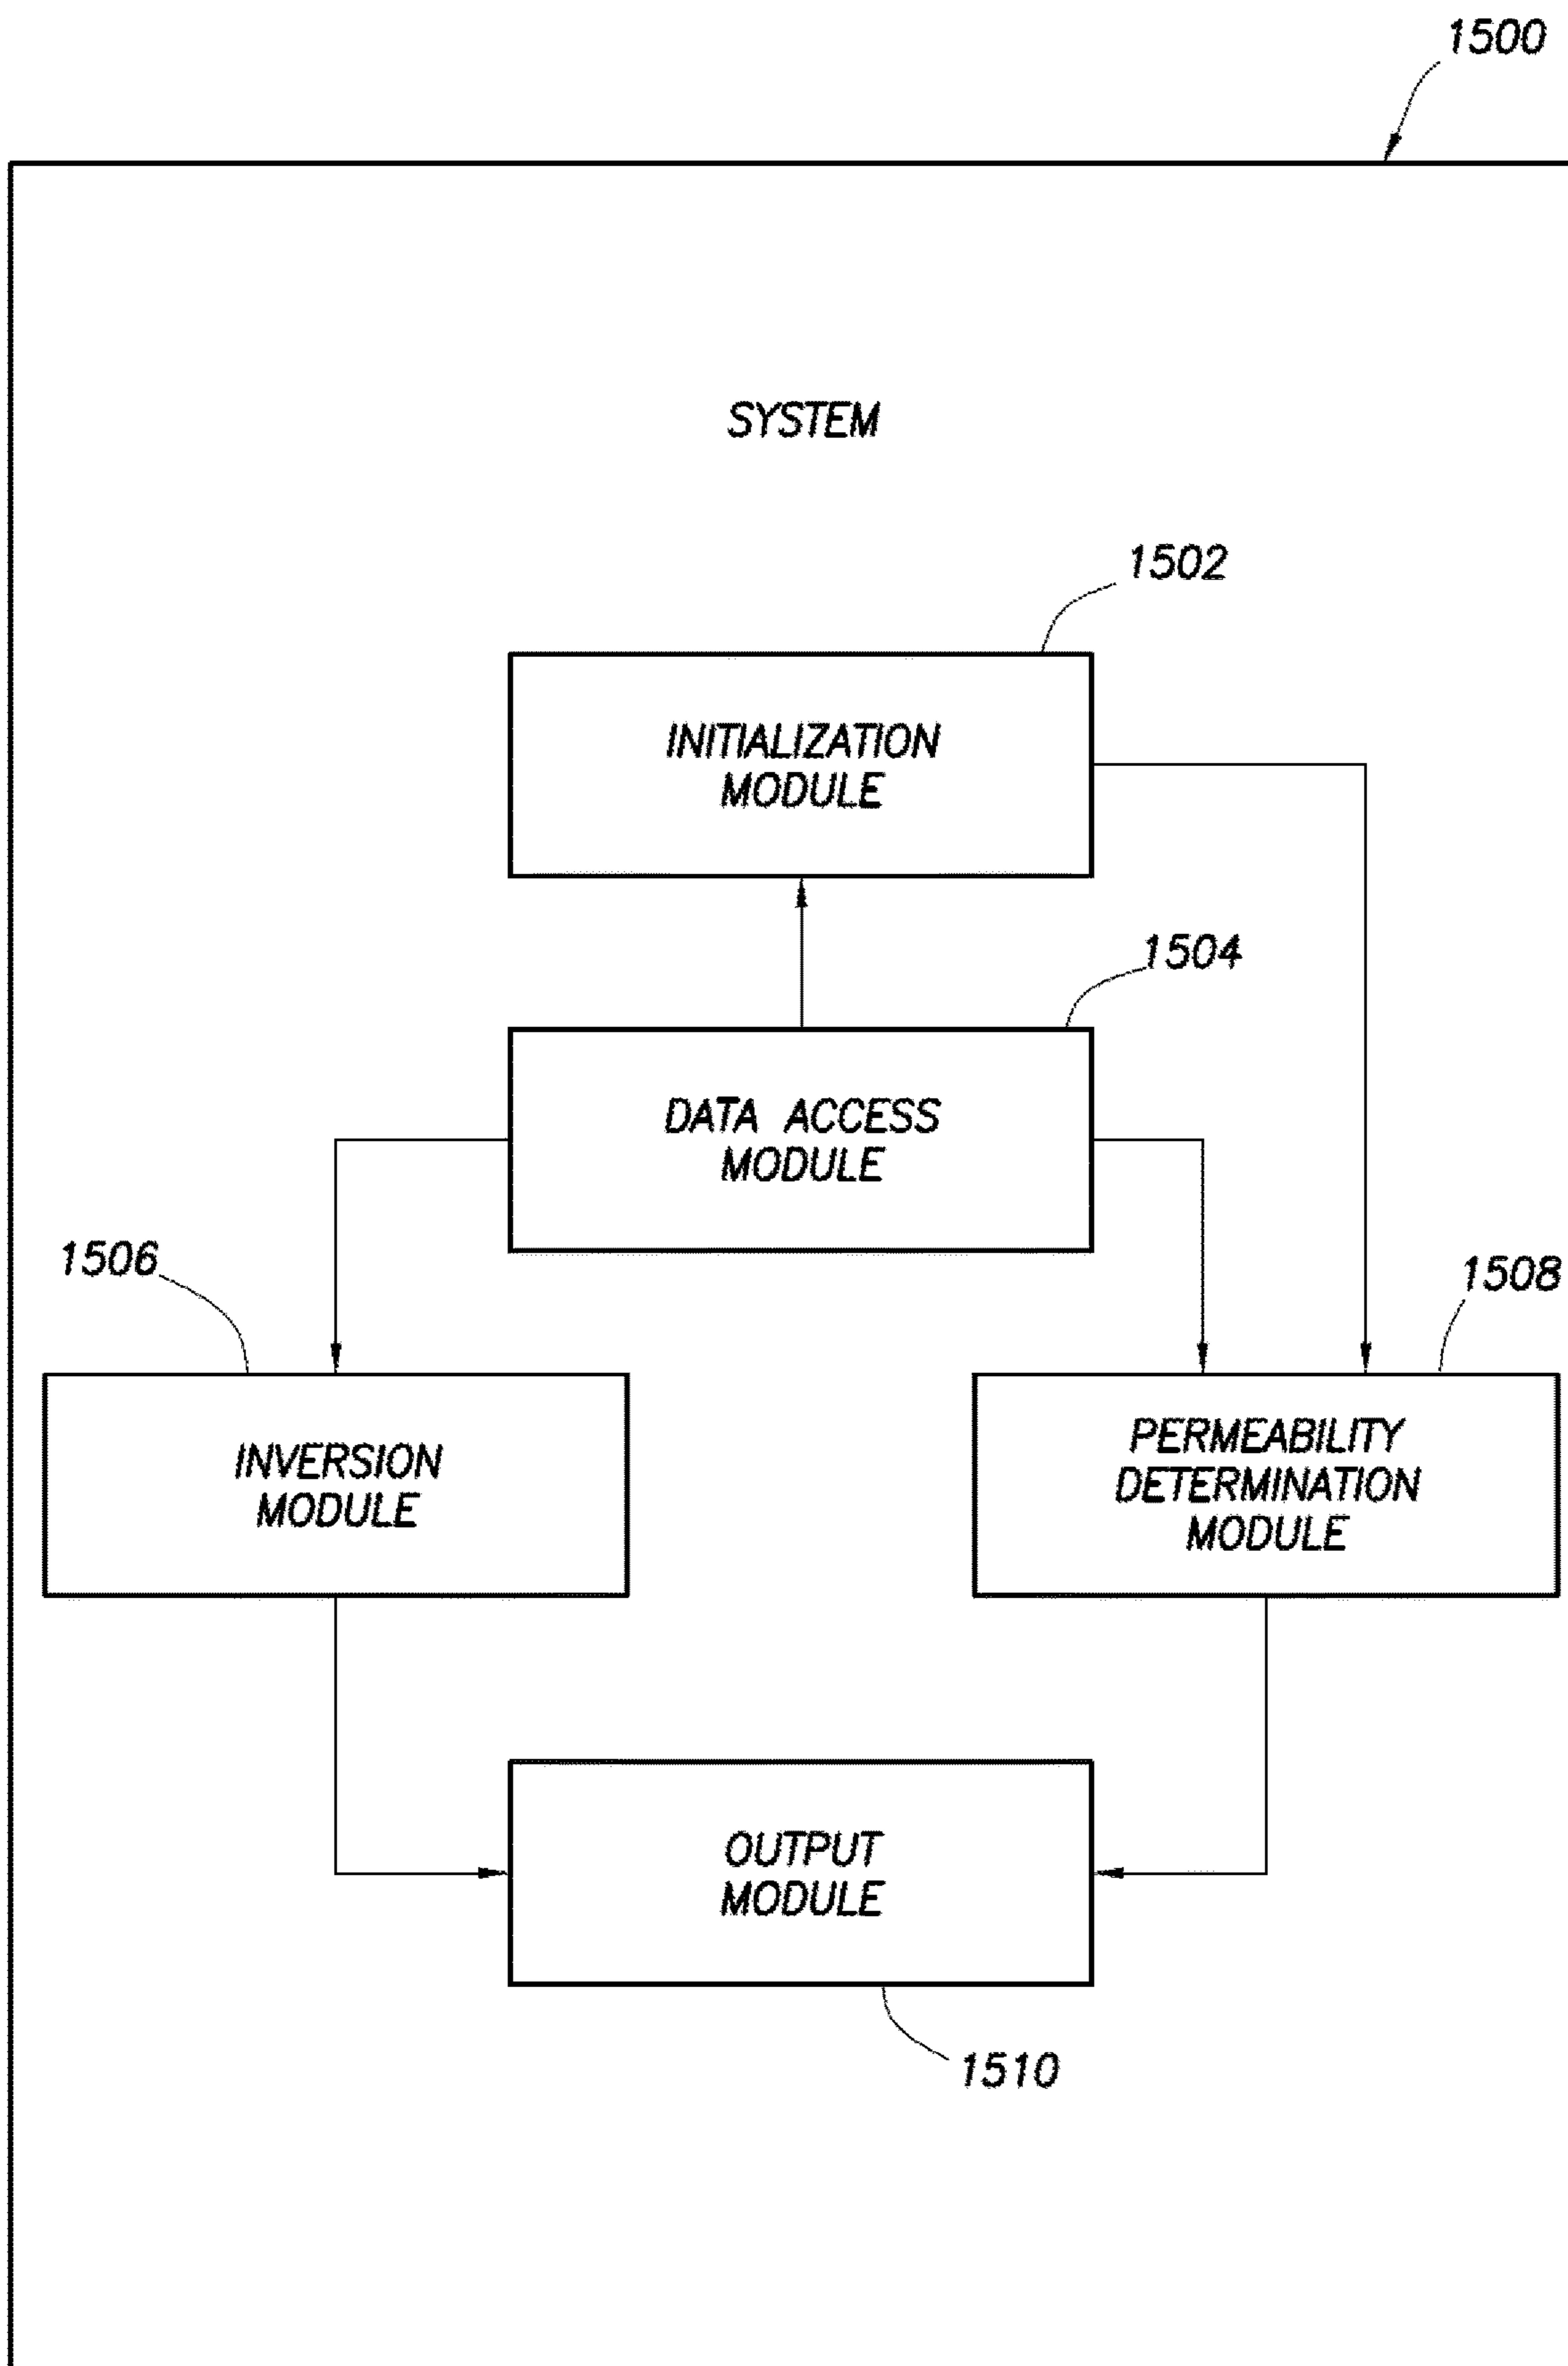 1500
SYSTEM
1502
INITIALIZATION
MODULE
1504
DATA ACCESS
MODULE
1506
1508
INVERSION
MODULE
PERMEABILITY
DETERMINATION
MODULE
OUTPUT
MODULE
1510